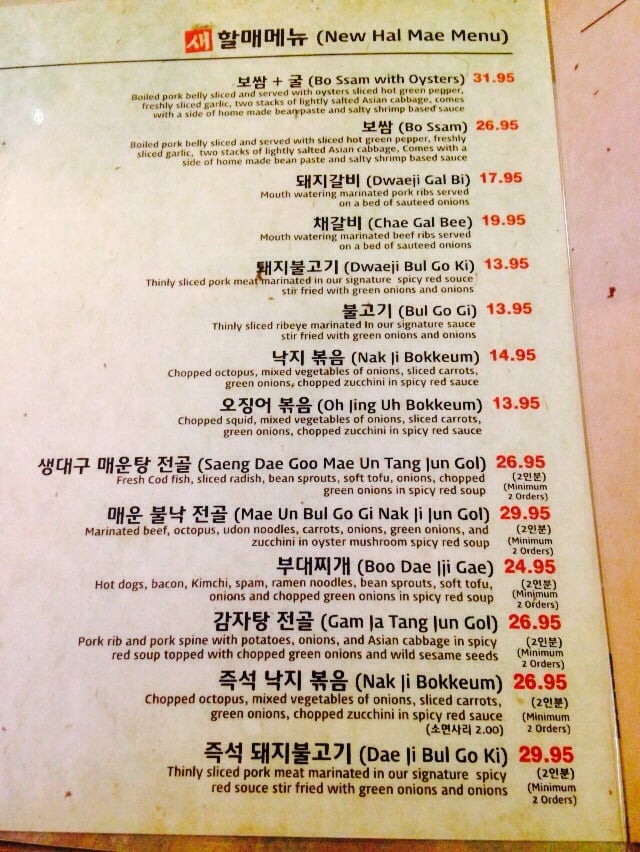 새 할매메뉴 (New Hal Mae Menu)
보쌈 + 굴 (Bo Ssam with Oysters) 31.95
Boiled pork belly sliced and served with oysters sliced hot green pepper,
freshly sliced garlic, two stacks of lightly salted Asian cabbage, comes
with a side of home made bean paste and salty shrimp based sauce
보쌈 (Bo Ssam) 26.95
Boiled pork belly sliced and served with sliced hot green pepper, freshly
sliced garlic, two stacks of lightly salted Asian cabbage, Comes with a
side of home made bean paste and salty shrimp based sauce
돼지갈비 (Dwaeji Gal Bi) 17.95
Mouth watering marinated pork ribs served
on a bed of sauteed onions
채갈비 (Chae Gal Bee) 19.95
Mouth watering marinated beef ribs served
on a bed of sauteed onions
돼지불고기 (Dwaeji Bul Go Ki) 13.95
Thinly sliced pork meat marinated in our signature spicy red souce
stir fried with green onions and onions
불고기 (Bul Go Gi) 13.95
Thinly sliced ribeye marinated In our signature sauce
stir fried with green onions and onions
낙지 볶음 (Nak Ji Bokkeum) 14.95
Chopped octopus, mixed vegetables of onions, sliced carrots,
green onions, chopped zucchini in spicy red sauce
오징어 볶음 (Oh Jing Uh Bokkeum) 13.95
Chopped squid, mixed vegetables of onions, sliced carrots,
green onions, chopped zucchini in spicy red sauce
생대구 매운탕 전골 (Saeng Dae Goo Mae Un Tang Jun Gol) 26.95
Fresh Cod fish, sliced radish, bean sprouts, soft tofu, onions, chopped
green onions in spicy red soup
(2인분)
(Minimum
2 Orders)
매운 불낙 전골 (Mae Un Bul Go Gi Nak Ji Jun Gol) 29.95
Marinated beef, octopus, udon noodles, carrots, onions, green onions, and
zucchini in oyster mushroom spicy red soup
(2인분)
(Minimum
2 Orders)
부대찌개 (Boo Dae Jji Gae) 24.95
Hot dogs, bacon, Kimchi, spam, ramen noodles, bean sprouts, soft tofu,
onions and chopped green onions in spicy red soup
(2인분)
(Minimum
2 Orders)
감자탕 전골 (Gam Ja Tang Jun Gol) 26.95
Pork rib and pork spine with potatoes, onions, and Asian cabbage in spicy
red soup topped with chopped green onions and wild sesame seeds
(2인분)
(Minimum
2 Orders)
즉석 낙지 볶음 (Nak Ji Bokkeum) 26.95
Chopped octopus, mixed vegetables of onions, sliced carrots,
green onions, chopped zucchini in spicy red sauce
(소면사리 2.00)
(2인분)
(Minimum
2 Orders)
즉석 돼지불고기 (Dae Ji Bul Go Ki) 29.95
Thinly sliced pork meat marinated in our signature spicy
red souce stir fried with green onions and onions
(2인분)
(Minimum
2 Orders)